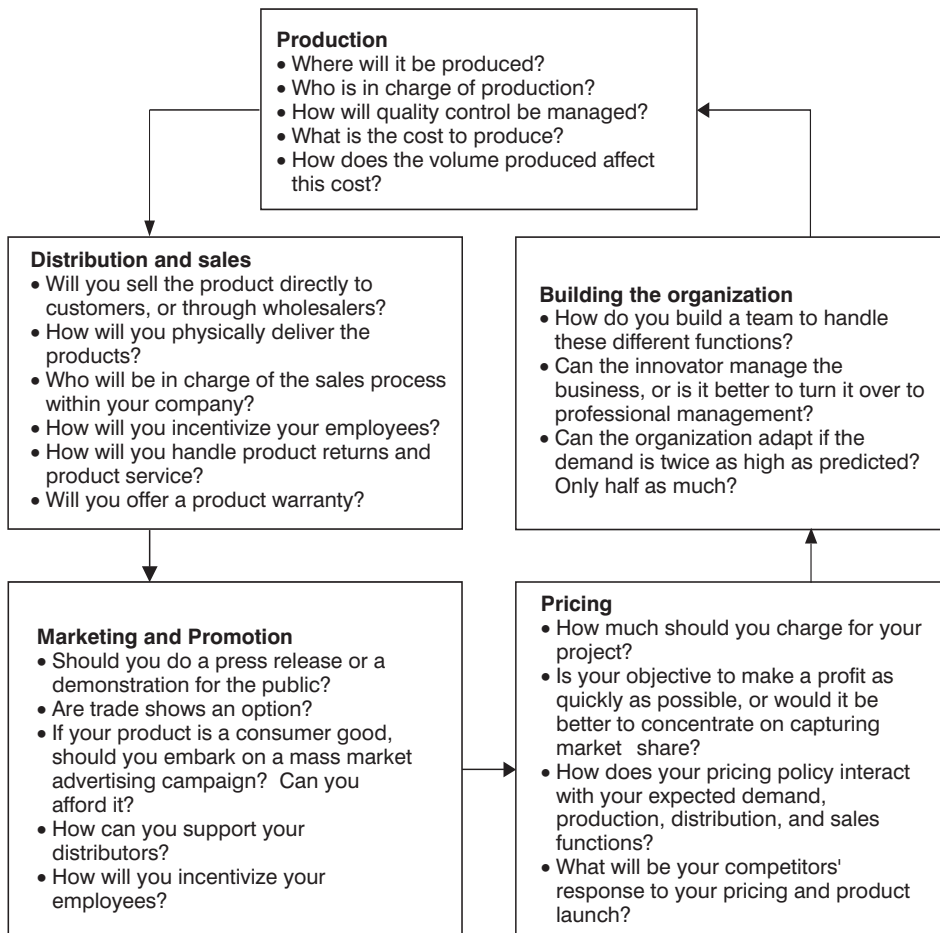 Production
• Where will it be produced?
• Who is in charge of production?
• How will quality control be managed?
• What is the cost to produce?
• How does the volume produced affect
this cost?
Distribution and sales
• Will you sell the product directly to
customers, or through wholesalers?
• How will you physically deliver the
products?
• Who will be in charge of the sales process
within your company?
• How will you incentivize your employees?
• How will you handle product returns and
product service?
• Will you offer a product warranty?
Building the organization
• How do you build a team to handle
these different functions?
• Can the innovator manage the
business, or is it better to turn it over to
professional management?
• Can the organization adapt if the
demand is twice as high as predicted?
Only half as much?
Marketing and Promotion
• Should you do a press release or a
demonstration for the public?
• Are trade shows an option?
• If your product is a consumer good,
should you embark on a mass market
advertising campaign? Can you
afford it?
• How can you support your
distributors?
• How will you incentivize your
employees?
Pricing
• How much should you charge for your
project?
• Is your objective to make a profit as
quickly as possible, or would it be
better to concentrate on capturing
market share?
• How does your pricing policy interact
with your expected demand,
production, distribution, and sales
functions?
• What will be your competitors'
response to your pricing and product
launch?